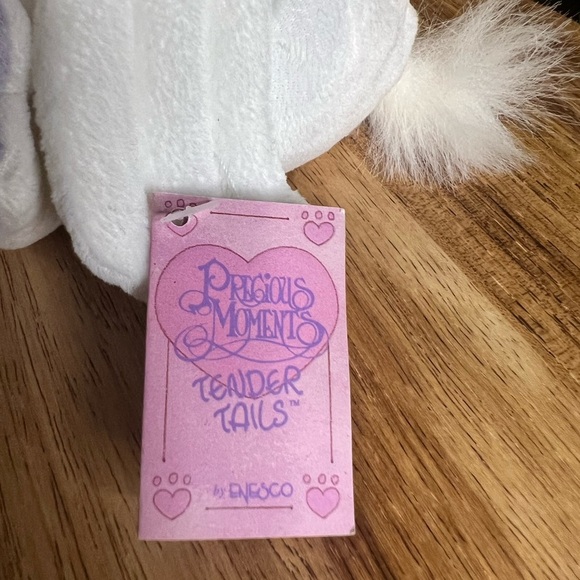 PRECIOUS
MOMENTS
TENDER
TAILS™
by ENESCO